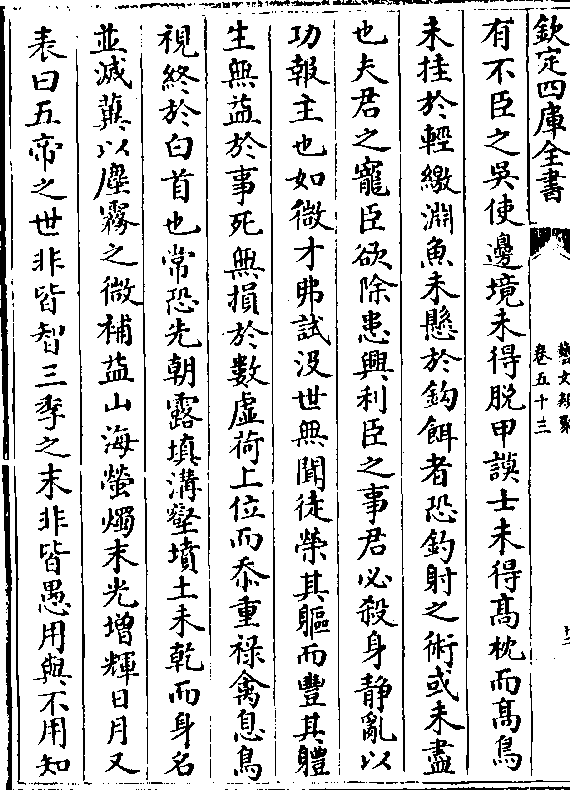 欽定四庫全書
藝文類聚
卷五十三
有不臣之吳使邊境未得脫甲謨士未得髙枕而髙鳥
未挂於輕繳淵魚未懸於鈎餌者恐釣射之術或未盡
也夫君之寵臣欲除患興利臣之事君必殺身静亂以
功報主也如微才弗試沒世無聞徒榮其軀而豐其體
生無益於事死無損於數虛荷上位而忝重禄禽息鳥
視終於白首也常恐先朝露填溝壑墳土未乾而身名
並滅蕪以塵霧之微補益山海螢燭末光增輝日月又
表曰五帝之世非皆智三季之末非皆愚用與不用知